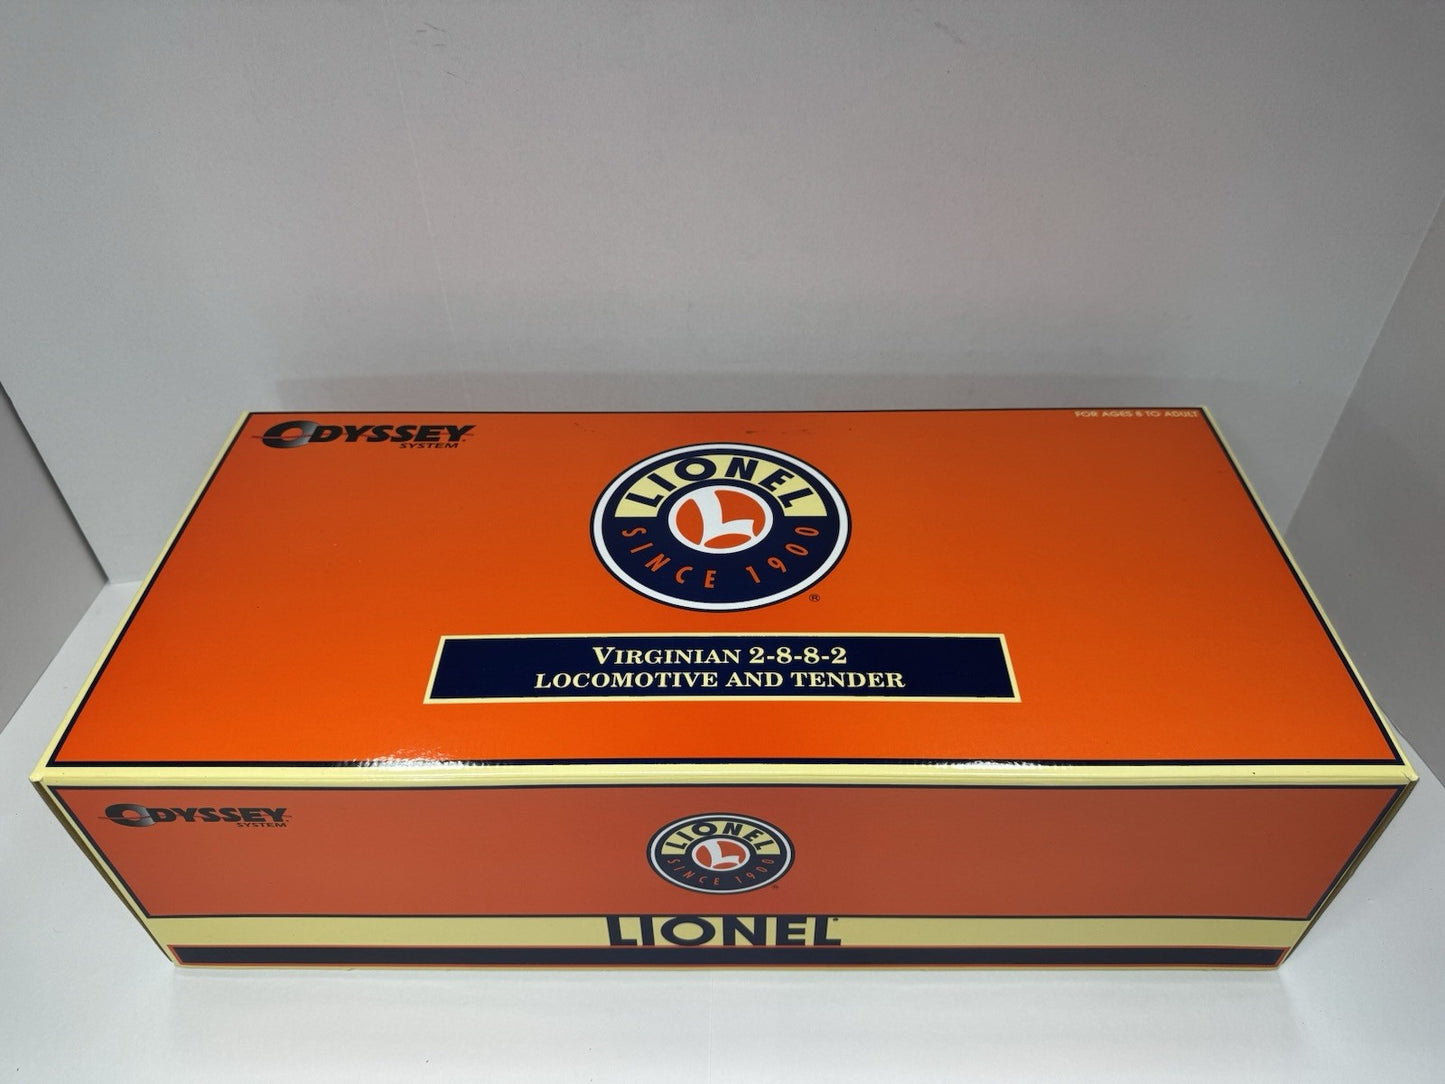 ODYSSEY
SYSTEM
FOR AGES 8 TO ADULT
LIONEL
L
SINCE 1900
®
VIRGINIAN 2-8-8-2
LOCOMOTIVE AND TENDER
ODYSSEY
SYSTEM
LIONEL
L
SINCE 1900
®
LIONEL